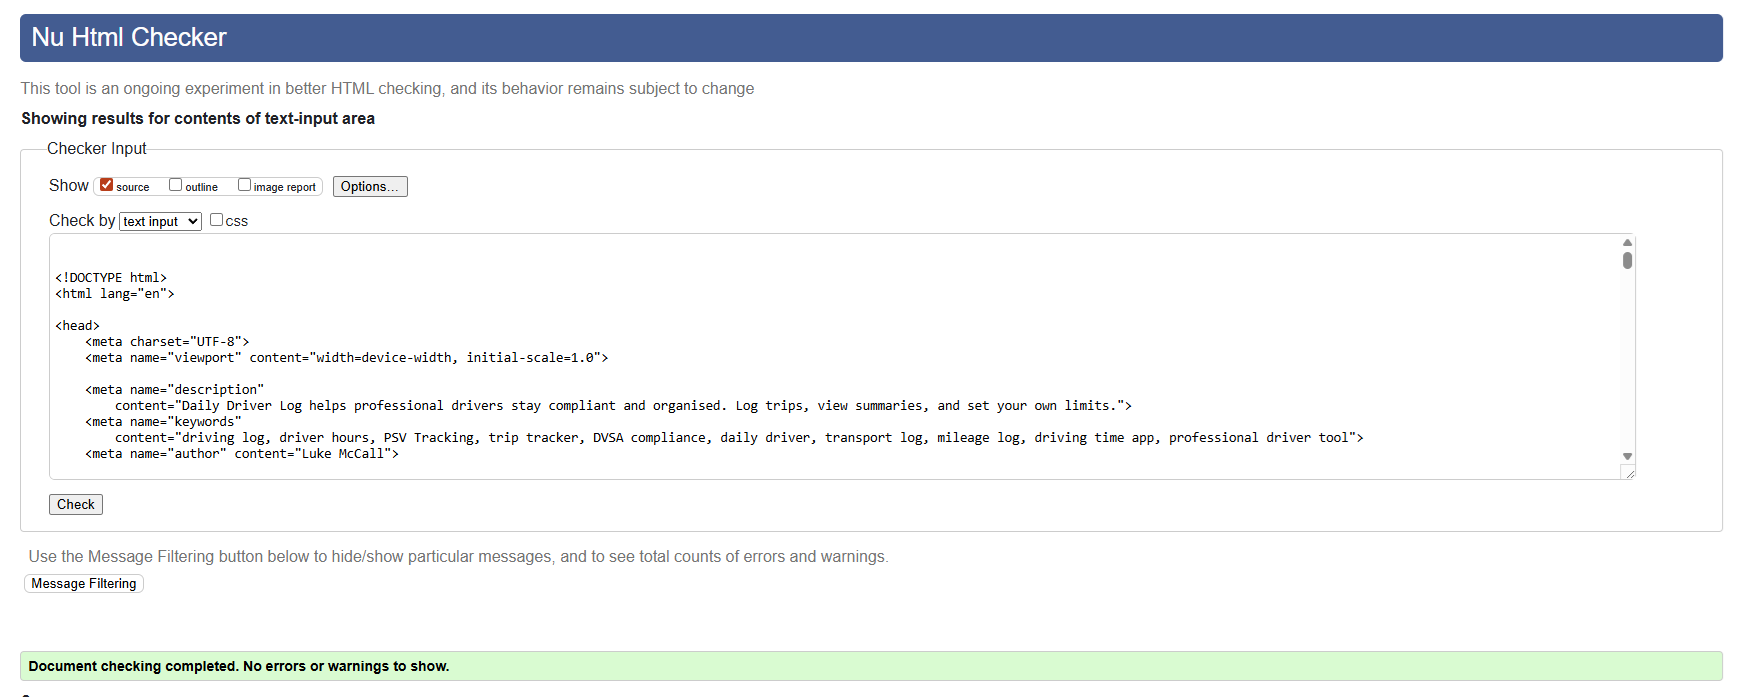 Nu Html Checker
This tool is an ongoing experiment in better HTML checking, and its behavior remains subject to change
Showing results for contents of text-input area
Checker Input
Show source outline image report Options...
Check by text input css
<!DOCTYPE html>
<html lang="en">
<head>
<meta charset="UTF-8">
<meta name="viewport" content="width=device-width, initial-scale=1.0">
<meta name="description"
content="Daily Driver Log helps professional drivers stay compliant and organised. Log trips, view summaries, and set your own limits.">
<meta name="keywords"
content="driving log, driver hours, PSV Tracking, trip tracker, DVSA compliance, daily driver, transport log, mileage log, driving time app, professional driver tool">
<meta name="author" content="Luke McCall">
Check
Use the Message Filtering button below to hide/show particular messages, and to see total counts of errors and warnings.
Message Filtering
Document checking completed. No errors or warnings to show.